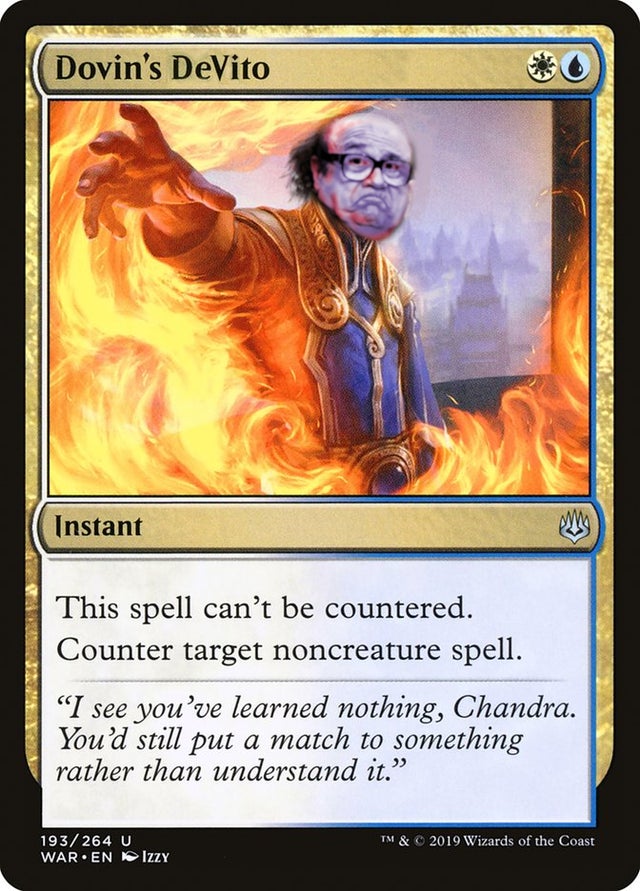 Dovin's DeVito
Instant
This spell can't be countered.
Counter target noncreature spell.
“I see you've learned nothing, Chandra.
You'd still put a match to something
rather than understand it.”
193/264 U
WAR • EN Izzy
™ & © 2019 Wizards of the Coast